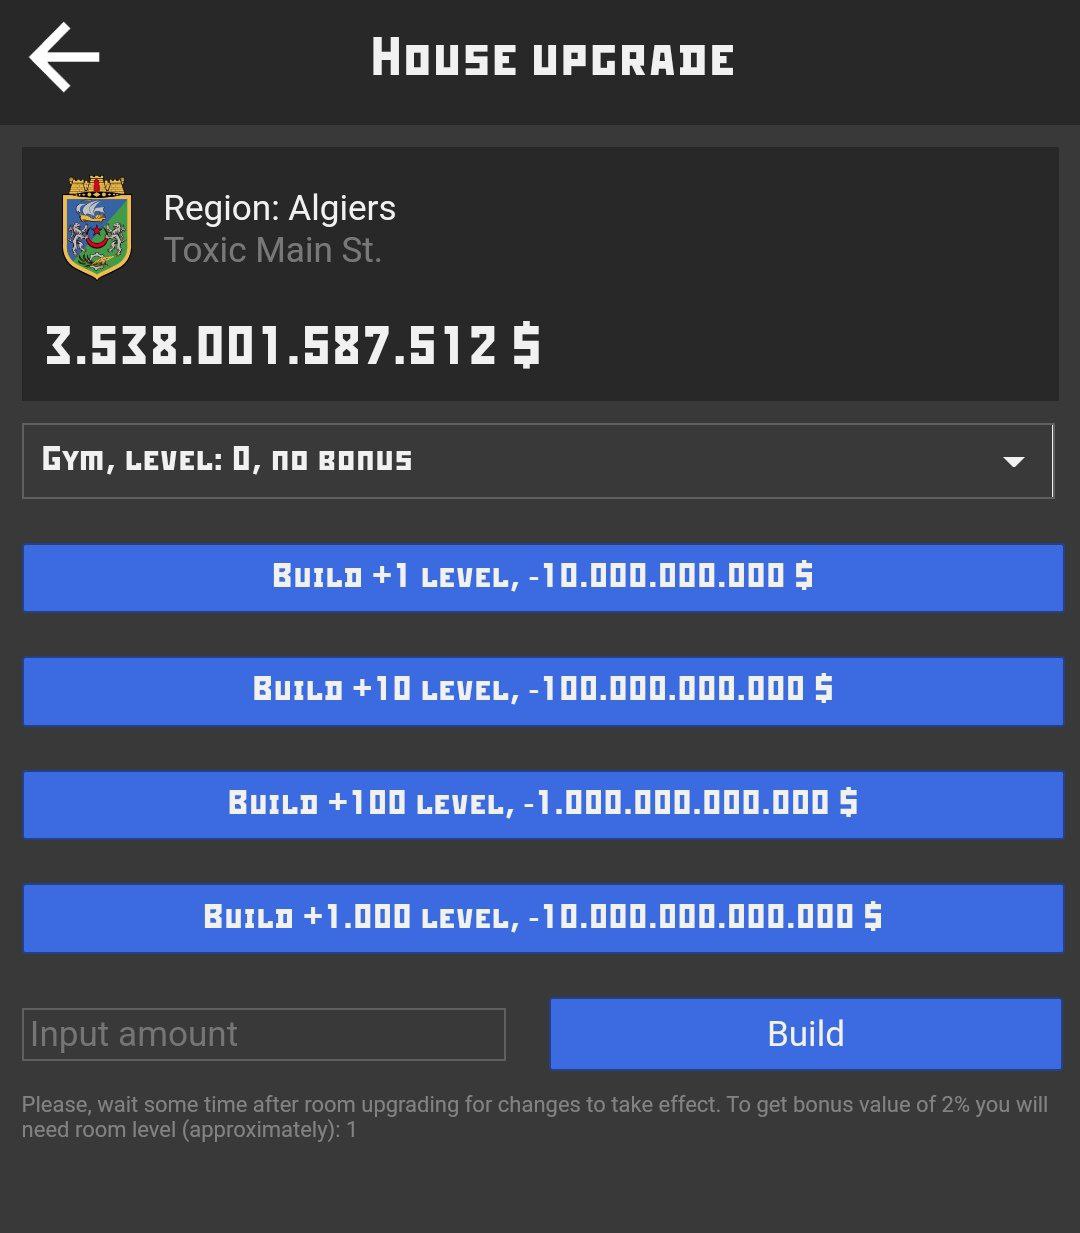 House upgrade
Region: Algiers
Toxic Main St.
3.538.001.587.512 $
Gym, level: 0, no bonus
Build +1 level, -10.000.000.000 $
Build +10 level, -100.000.000.000 $
Build +100 level, -1.000.000.000.000 $
Build +1.000 level, -10.000.000.000.000 $
Input amount
Build
Please, wait some time after room upgrading for changes to take effect. To get bonus value of 2% you will
need room level (approximately): 1